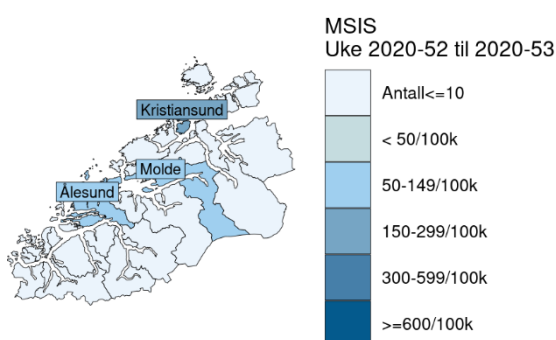 MSIS
Uke 2020-52 til 2020-53
Antall<=10
< 50/100k
50-149/100k
150-299/100k
300-599/100k
>=600/100k
Kristiansund
Molde
Ålesund